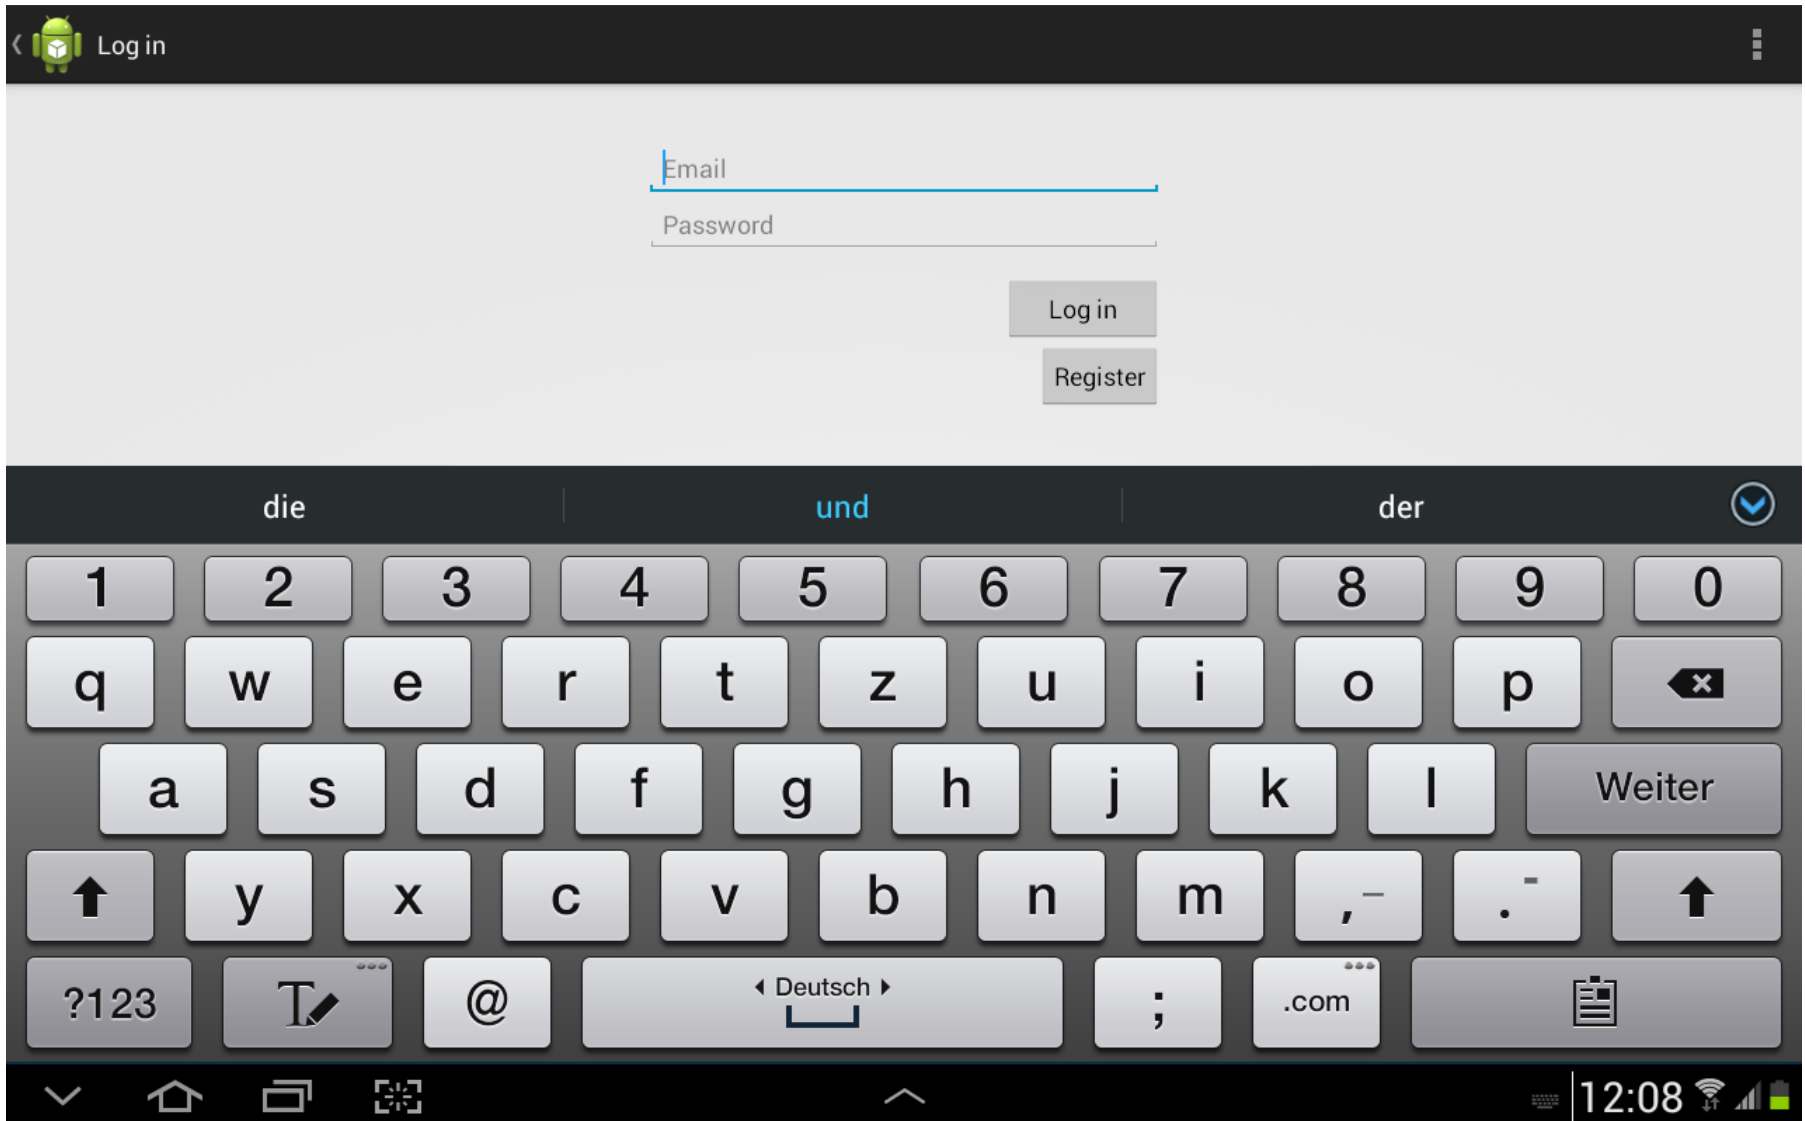 Log in
Email
Password
Log in
Register
die und der
1 2 3 4 5 6 7 8 9 0
q w e r t z u i o p
a s d f g h j k l Weiter
y x c v b n m ,– .-
?123 T @ Deutsch ; .com
12:08